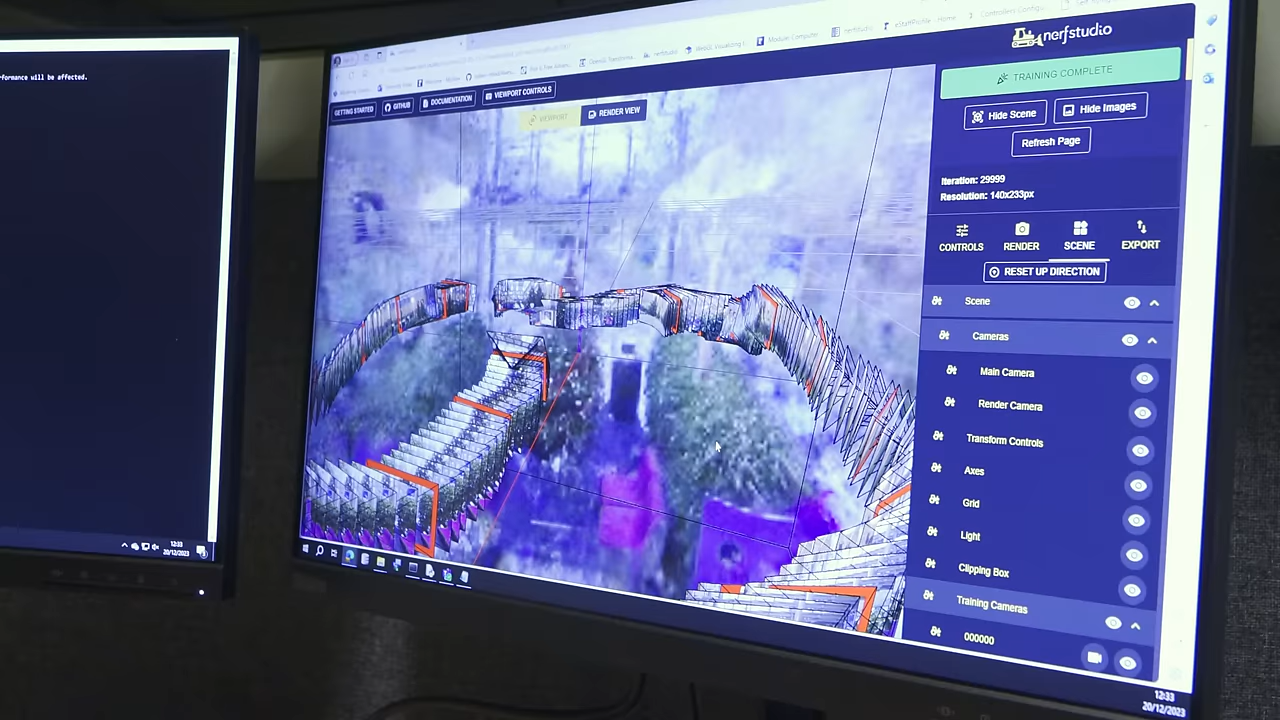 rformance will be affected.
12:33
20/12/2023
GETTING STARTED
GITHUB
DOCUMENTATION
VIEWPORT CONTROLS
VIEWPORT
RENDER VIEW
nerfstudio
TRAINING COMPLETE
Hide Scene
Hide Images
Refresh Page
Iteration: 29999
Resolution: 140x233px
CONTROLS
RENDER
SCENE
EXPORT
RESET UP DIRECTION
Scene
Cameras
Main Camera
Render Camera
Transform Controls
Axes
Grid
Light
Clipping Box
Training Cameras
000000
12:33
20/12/2023